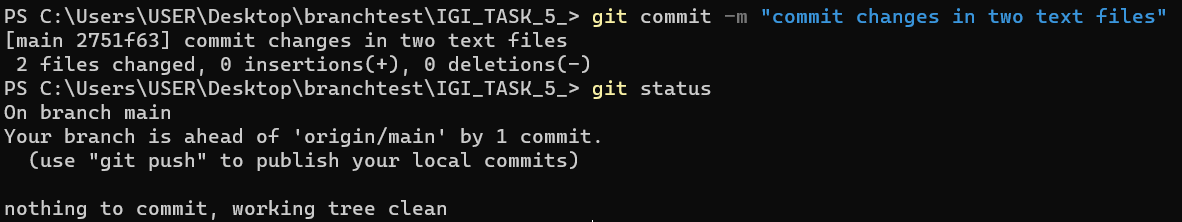 PS C:\Users\USER\Desktop\branchtest\IGI_TASK_5_> git commit -m "commit changes in two text files"
[main 2751f63] commit changes in two text files
 2 files changed, 0 insertions(+), 0 deletions(-)
PS C:\Users\USER\Desktop\branchtest\IGI_TASK_5_> git status
On branch main
Your branch is ahead of 'origin/main' by 1 commit.
  (use "git push" to publish your local commits)

nothing to commit, working tree clean